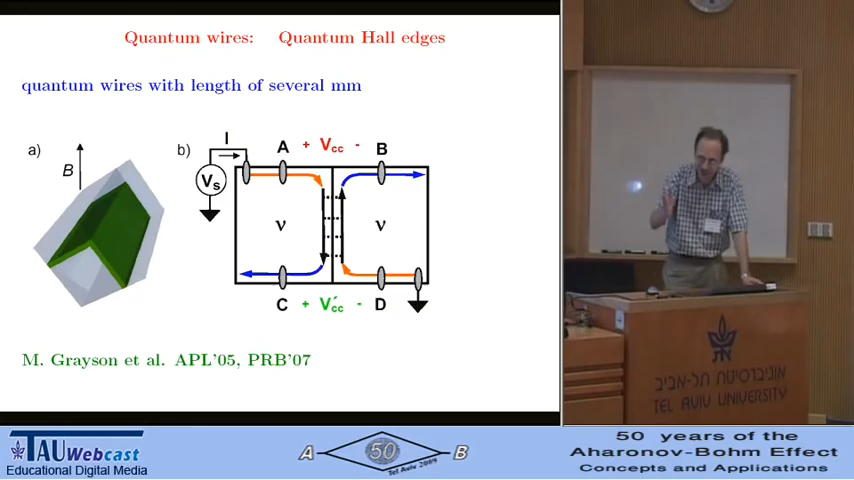 Quantum wires: Quantum Hall edges
quantum wires with length of several mm
a)
B
b)
I
A + Vcc - B
Vs
ν
ν
C + V′cc - D
M. Grayson et al. APL'05, PRB'07
אוניברסיטת תל-אביב
TEL AVIV UNIVERSITY
TAU Webcast
Educational Digital Media
A 50 B
Tel Aviv 2009
50 years of the
Aharonov-Bohm Effect
Concepts and Applications